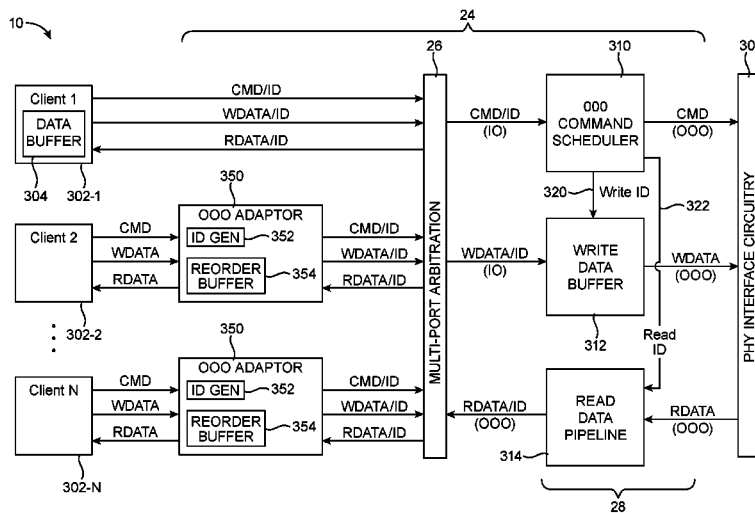 10
24
26
310
30
Client 1
DATA
BUFFER
304
302-1
CMD/ID
WDATA/ID
RDATA/ID
CMD/ID
(IO)
OOO
COMMAND
SCHEDULER
CMD
(OOO)
320
Write ID
322
350
Client 2
CMD
WDATA
RDATA
OOO ADAPTOR
ID GEN
352
REORDER
BUFFER
354
CMD/ID
WDATA/ID
RDATA/ID
302-2
MULTI-PORT ARBITRATION
WDATA/ID
(IO)
WRITE
DATA
BUFFER
312
WDATA
(OOO)
PHY INTERFACE CIRCUITRY
Read
ID
350
Client N
CMD
WDATA
RDATA
OOO ADAPTOR
ID GEN
352
REORDER
BUFFER
354
CMD/ID
WDATA/ID
RDATA/ID
302-N
RDATA/ID
(OOO)
READ
DATA
PIPELINE
314
RDATA
(OOO)
28